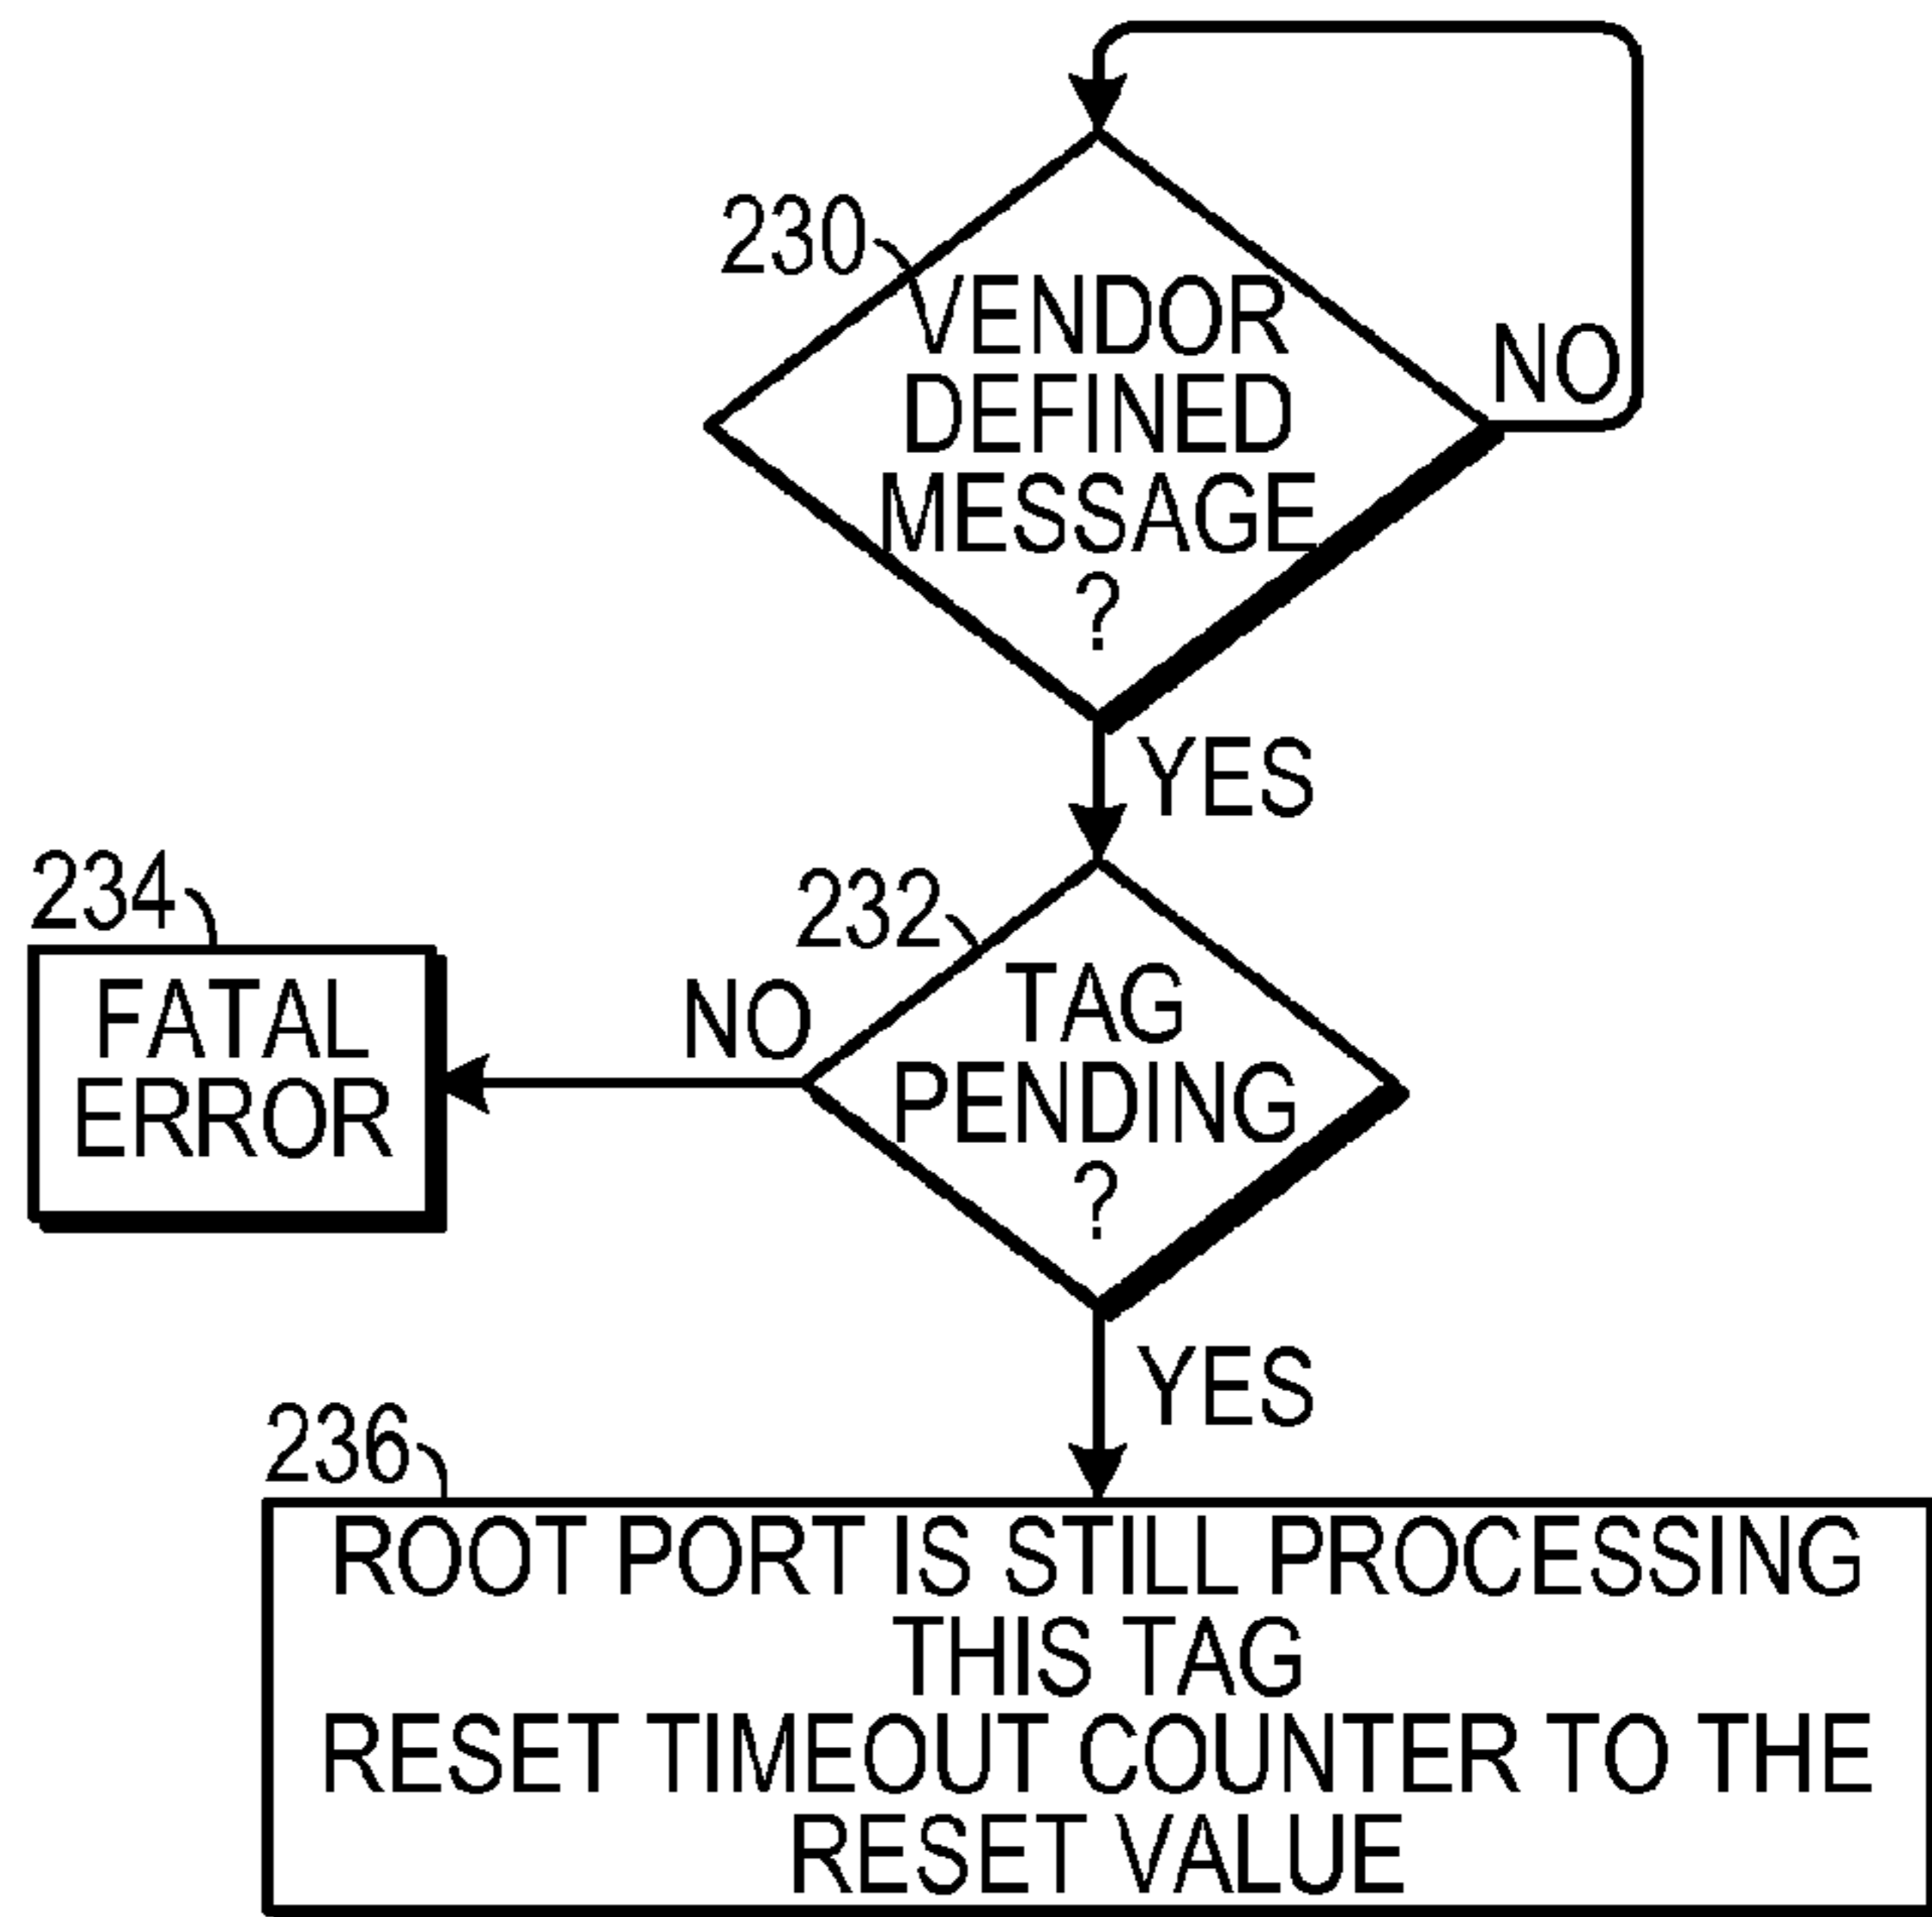 230
VENDOR
DEFINED
MESSAGE
?
NO
YES
234
FATAL
ERROR
NO
232
TAG
PENDING
?
YES
236
ROOT PORT IS STILL PROCESSING
THIS TAG
RESET TIMEOUT COUNTER TO THE
RESET VALUE